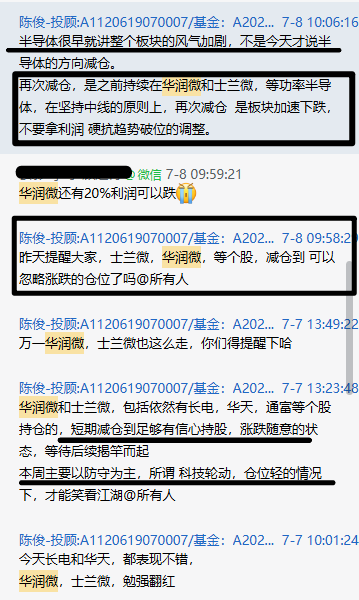 陈俊-投顾:A1120619070007/基金：A202... 7-8 10:06:16
半导体很早就讲整个板块的风气加剧，不是今天才说半
导体的方向减仓。
再次减仓，是之前持续在华润微和士兰微，等功率半导
体，在坚持中线的原则上，再次减仓 是板块加速下跌，
不要拿利润 硬抗趋势破位的调整。
微信 7-8 09:59:21
华润微还有20%利润可以跌
陈俊-投顾:A1120619070007/基金：A202... 7-8 09:58:29
昨天提醒大家，士兰微，华润微，等个股，减仓到 可以
忽略涨跌的仓位了吗@所有人
陈俊-投顾:A1120619070007/基金：A202... 7-7 13:49:22
万一华润微，士兰微也这么走，你们得提醒下哈
陈俊-投顾:A1120619070007/基金：A202... 7-7 13:23:48
华润微和士兰微，包括依然有长电，华天，通富等个股
持仓的，短期减仓到足够有信心持股，涨跌随意的状
态，等待后续揭竿而起
本周主要以防守为主，所谓 科技轮动，仓位轻的情况
下，才能笑看江湖@所有人
陈俊-投顾:A1120619070007/基金：A202... 7-7 10:01:24
今天长电和华天，都表现不错，
华润微，士兰微，勉强翻红